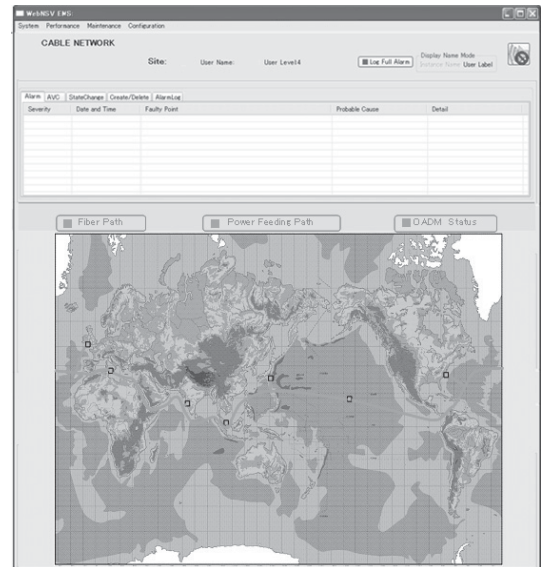 WebNSV EMS:
System Performance Maintenance Configuration
CABLE NETWORK
Site: User Name: User Level:4
Log Full Alarm
Display Name Mode
Instance Name User Label
Alarm AVC StateChange Create/Delete AlarmLog
Severity Date and Time Faulty Point Probable Cause Detail
Fiber Path Power Feeding Path OADM Status